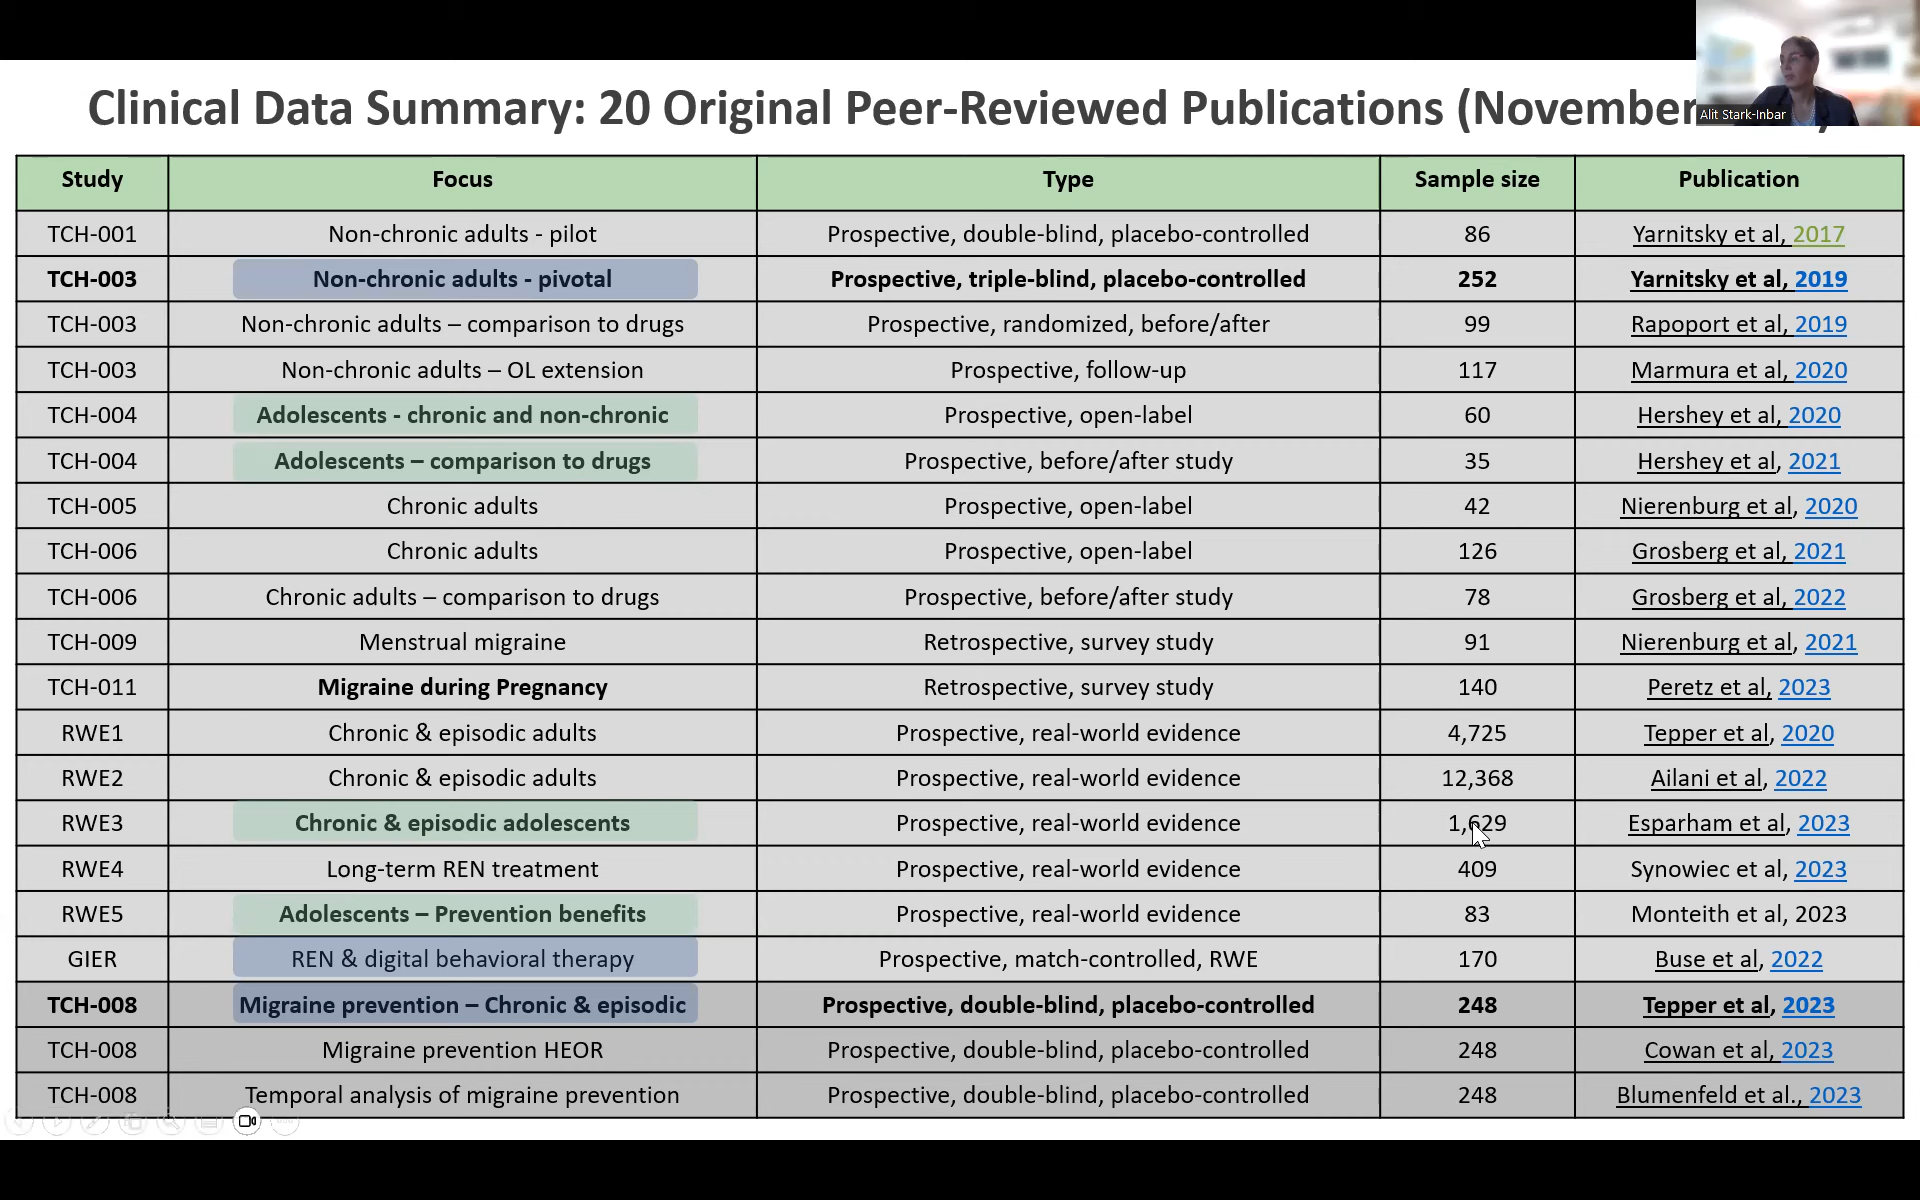 Clinical Data Summary: 20 Original Peer-Reviewed Publications (November
Alit Stark-Inbar
Study Focus Type Sample size Publication
TCH-001 Non-chronic adults - pilot Prospective, double-blind, placebo-controlled 86 Yarnitsky et al, 2017
TCH-003 Non-chronic adults - pivotal Prospective, triple-blind, placebo-controlled 252 Yarnitsky et al, 2019
TCH-003 Non-chronic adults – comparison to drugs Prospective, randomized, before/after 99 Rapoport et al, 2019
TCH-003 Non-chronic adults – OL extension Prospective, follow-up 117 Marmura et al, 2020
TCH-004 Adolescents - chronic and non-chronic Prospective, open-label 60 Hershey et al, 2020
TCH-004 Adolescents – comparison to drugs Prospective, before/after study 35 Hershey et al, 2021
TCH-005 Chronic adults Prospective, open-label 42 Nierenburg et al, 2020
TCH-006 Chronic adults Prospective, open-label 126 Grosberg et al, 2021
TCH-006 Chronic adults – comparison to drugs Prospective, before/after study 78 Grosberg et al, 2022
TCH-009 Menstrual migraine Retrospective, survey study 91 Nierenburg et al, 2021
TCH-011 Migraine during Pregnancy Retrospective, survey study 140 Peretz et al, 2023
RWE1 Chronic & episodic adults Prospective, real-world evidence 4,725 Tepper et al, 2020
RWE2 Chronic & episodic adults Prospective, real-world evidence 12,368 Ailani et al, 2022
RWE3 Chronic & episodic adolescents Prospective, real-world evidence 1,629 Esparham et al, 2023
RWE4 Long-term REN treatment Prospective, real-world evidence 409 Synowiec et al, 2023
RWE5 Adolescents – Prevention benefits Prospective, real-world evidence 83 Monteith et al, 2023
GIER REN & digital behavioral therapy Prospective, match-controlled, RWE 170 Buse et al, 2022
TCH-008 Migraine prevention – Chronic & episodic Prospective, double-blind, placebo-controlled 248 Tepper et al, 2023
TCH-008 Migraine prevention HEOR Prospective, double-blind, placebo-controlled 248 Cowan et al, 2023
TCH-008 Temporal analysis of migraine prevention Prospective, double-blind, placebo-controlled 248 Blumenfeld et al., 2023